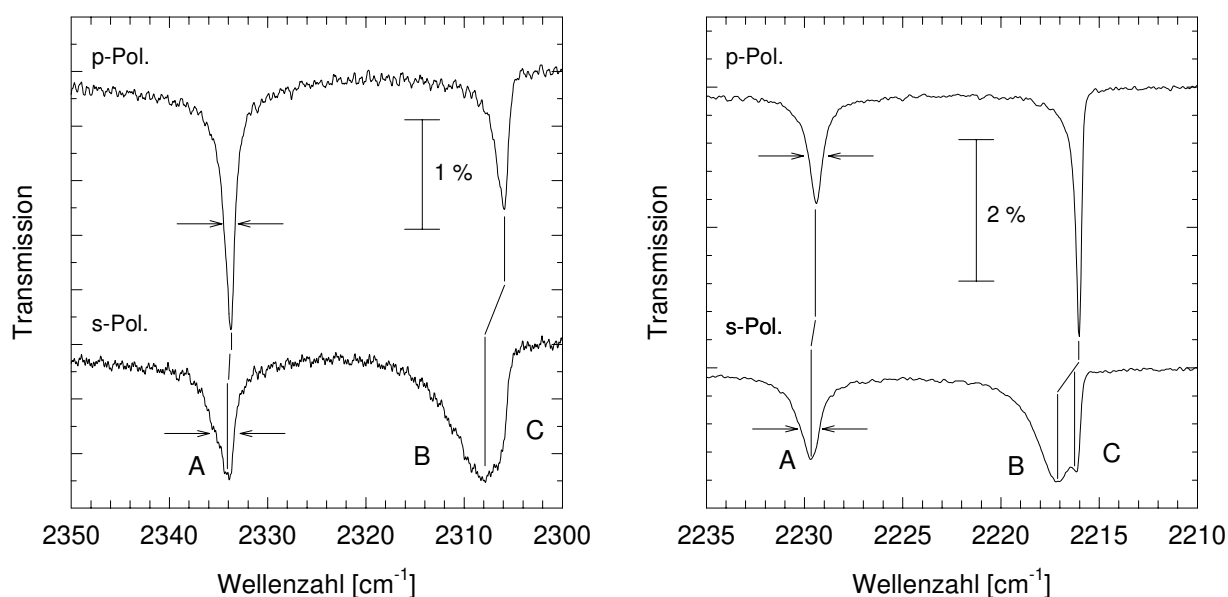 p-Pol.
1 %
s-Pol.
A
B
C
Transmission
2350 2340 2330 2320 2310 2300
Wellenzahl [cm⁻¹]
p-Pol.
2 %
s-Pol.
A
B
C
Transmission
2235 2230 2225 2220 2215 2210
Wellenzahl [cm⁻¹]